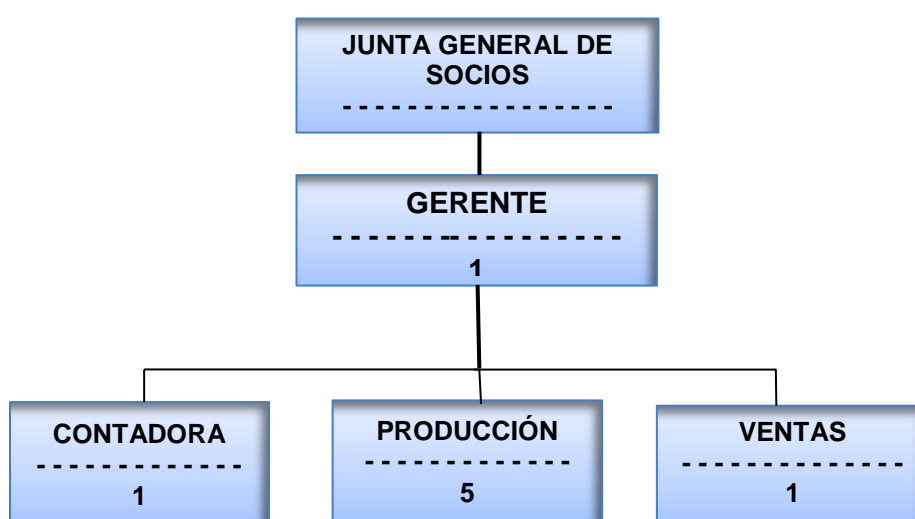 JUNTA GENERAL DE
SOCIOS
- - - - - - - - - - - - - - - - -
GERENTE
- - - - - - - - - - - - - - - - - -
1
CONTADORA
- - - - - - - - - - - - -
1
PRODUCCIÓN
- - - - - - - - - - - - -
5
VENTAS
- - - - - - - - - - - - - -
1